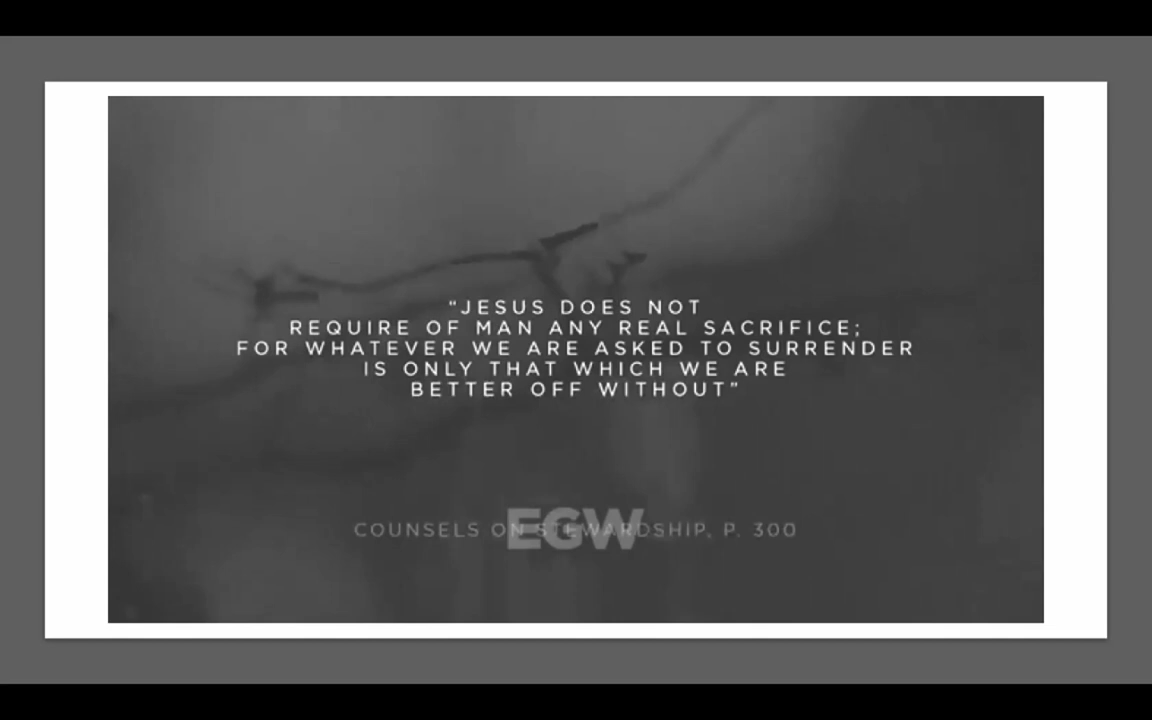 "JESUS DOES NOT
REQUIRE OF MAN ANY REAL SACRIFICE;
FOR WHATEVER WE ARE ASKED TO SURRENDER
IS ONLY THAT WHICH WE ARE
BETTER OFF WITHOUT"
COUNSELS ON STEWARDSHIP, P. 300
EGW